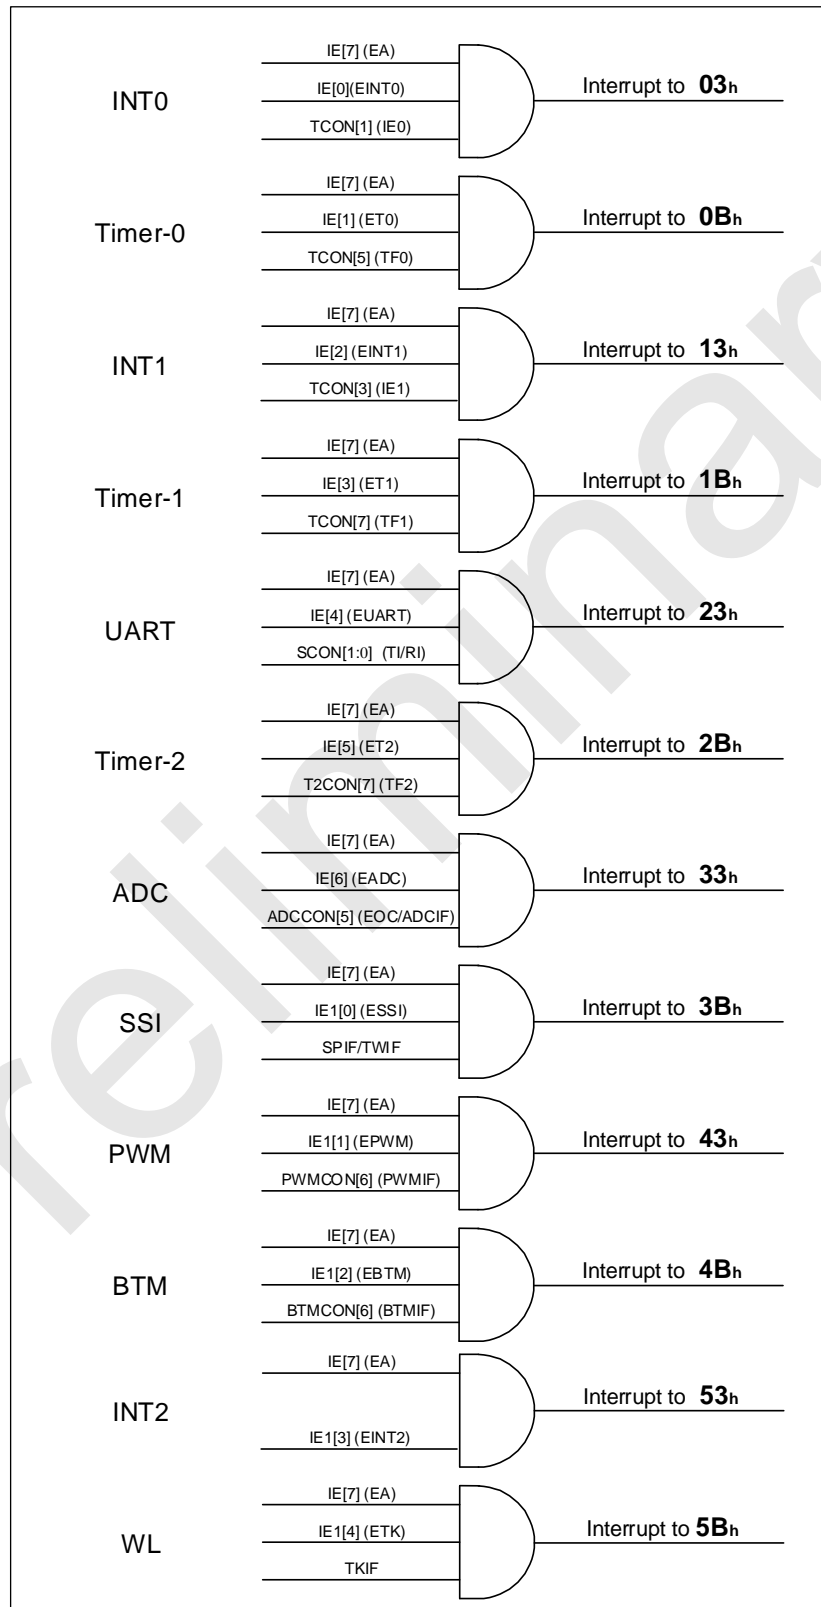 IE[7] (EA)
INT0 IE[0](EINT0) Interrupt to 03h
TCON[1] (IE0)
IE[7] (EA)
Timer-0 IE[1] (ET0) Interrupt to 0Bh
TCON[5] (TF0)
IE[7] (EA)
INT1 IE[2] (EINT1) Interrupt to 13h
TCON[3] (IE1)
IE[7] (EA)
Timer-1 IE[3] (ET1) Interrupt to 1Bh
TCON[7] (TF1)
IE[7] (EA)
UART IE[4] (EUART) Interrupt to 23h
SCON[1:0] (TI/RI)
IE[7] (EA)
Timer-2 IE[5] (ET2) Interrupt to 2Bh
T2CON[7] (TF2)
IE[7] (EA)
ADC IE[6] (EADC) Interrupt to 33h
ADCCON[5] (EOC/ADCIF)
IE[7] (EA)
SSI IE1[0] (ESSI) Interrupt to 3Bh
SPIF/TWIF
IE[7] (EA)
PWM IE1[1] (EPWM) Interrupt to 43h
PWMCON[6] (PWMIF)
IE[7] (EA)
BTM IE1[2] (EBTM) Interrupt to 4Bh
BTMCON[6] (BTMIF)
IE[7] (EA)
INT2 Interrupt to 53h
IE1[3] (EINT2)
IE[7] (EA)
WL IE1[4] (ETK) Interrupt to 5Bh
TKIF
reliminar